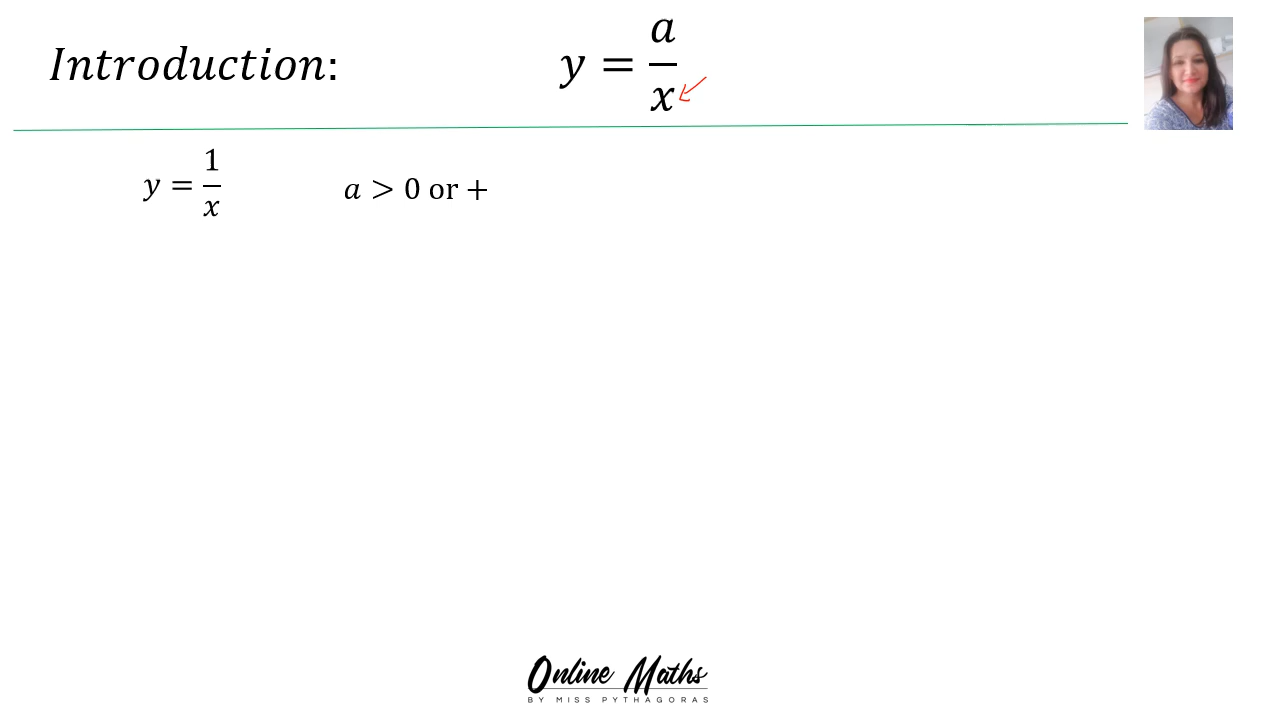 Introduction: y = a/x
y = 1/x a > 0 or +
Online Maths
BY MISS PYTHAGORAS